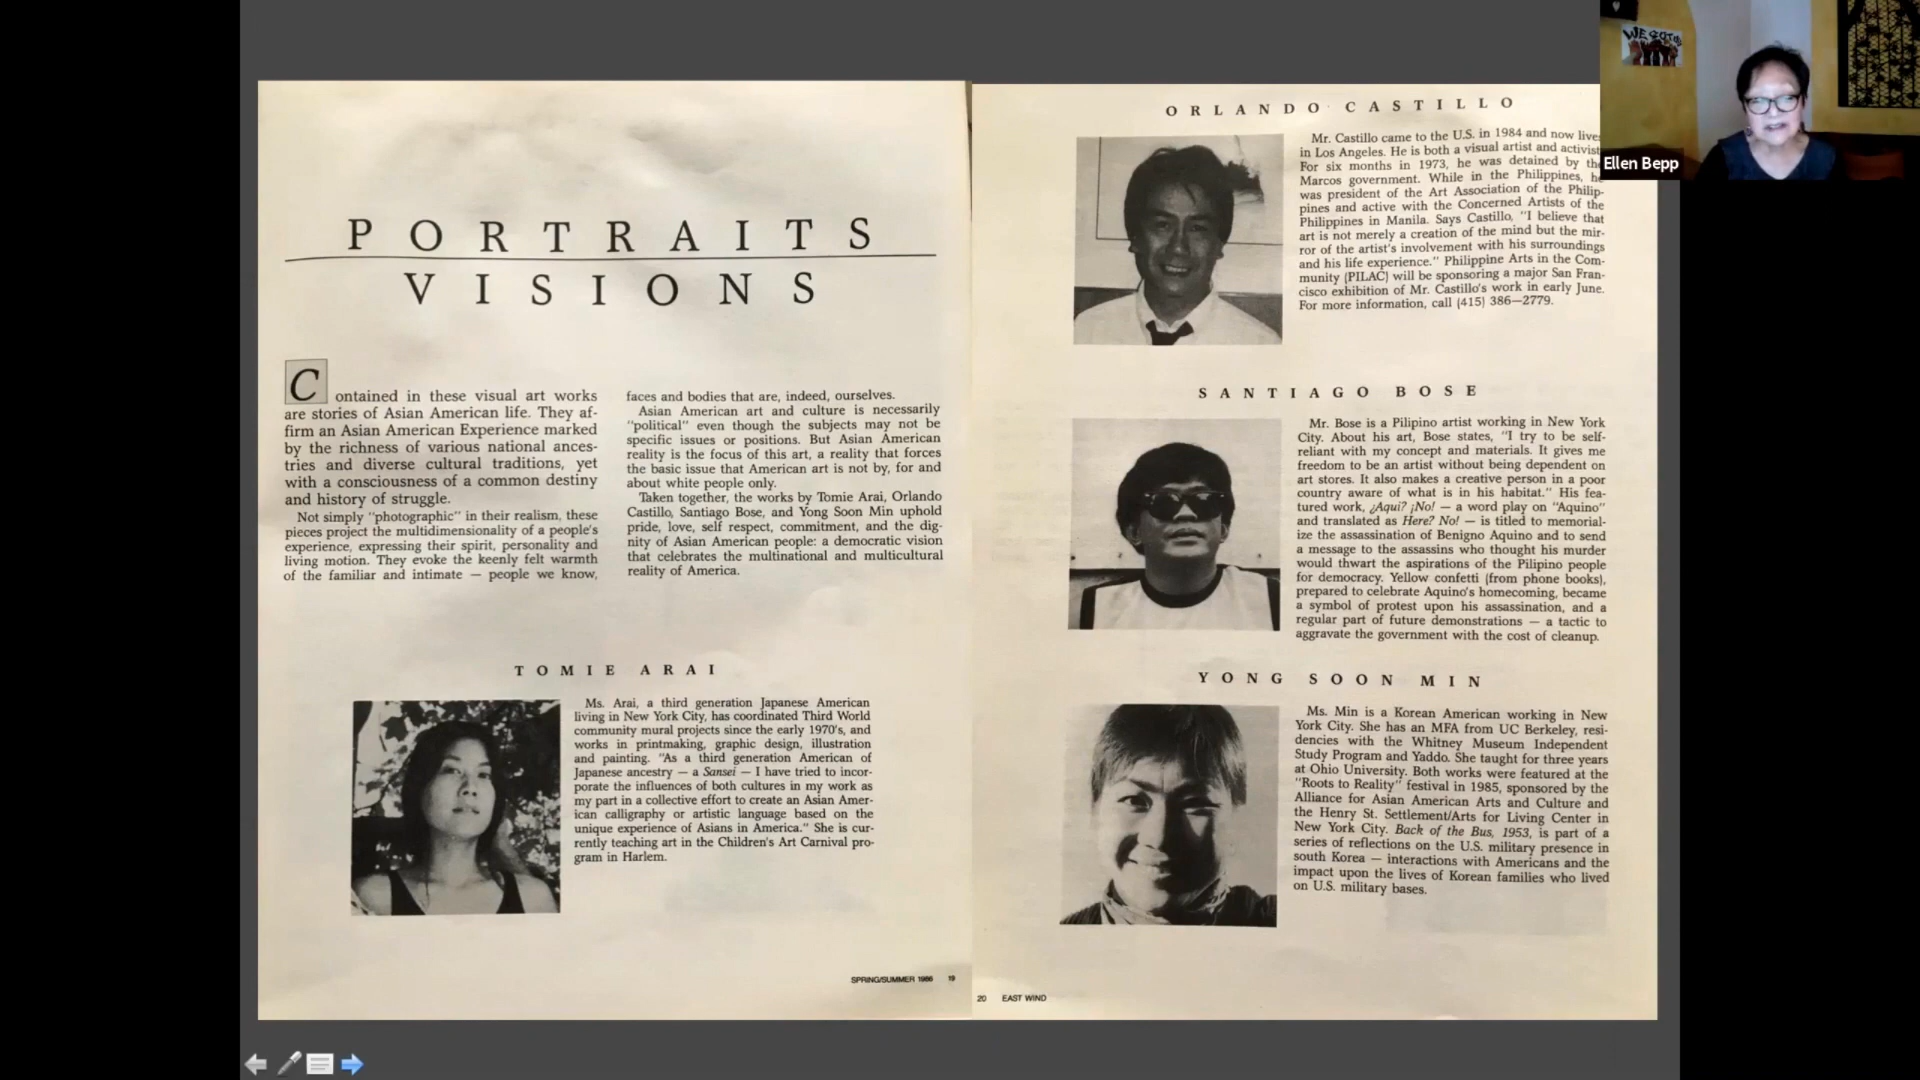 PORTRAITS
VISIONS
Contained in these visual art works
are stories of Asian American life. They af-
firm an Asian American Experience marked
by the richness of various national ances-
tries and diverse cultural traditions, yet
with a consciousness of a common destiny
and history of struggle.
Not simply "photographic" in their realism, these
pieces project the multidimensionality of a people's
experience, expressing their spirit, personality and
living motion. They evoke the keenly felt warmth
of the familiar and intimate — people we know,
faces and bodies that are, indeed, ourselves.
Asian American art and culture is necessarily
"political" even though the subjects may not be
specific issues or positions. But Asian American
reality is the focus of this art, a reality that forces
the basic issue that American art is not by, for and
about white people only.
Taken together, the works by Tomie Arai, Orlando
Castillo, Santiago Bose, and Yong Soon Min uphold
pride, love, self respect, commitment, and the dig-
nity of Asian American people: a democratic vision
that celebrates the multinational and multicultural
reality of America.
TOMIE ARAI
Ms. Arai, a third generation Japanese American
living in New York City, has coordinated Third World
community mural projects since the early 1970's, and
works in printmaking, graphic design, illustration
and painting. "As a third generation American of
Japanese ancestry — a Sansei — I have tried to incor-
porate the influences of both cultures in my work as
my part in a collective effort to create an Asian Amer-
ican calligraphy or artistic language based on the
unique experience of Asians in America." She is cur-
rently teaching art in the Children's Art Carnival pro-
gram in Harlem.
SPRING/SUMMER 1986 19
ORLANDO CASTILLO
Mr. Castillo came to the U.S. in 1984 and now lives
in Los Angeles. He is both a visual artist and activist.
For six months in 1973, he was detained by the
Marcos government. While in the Philippines, he
was president of the Art Association of the Philip-
pines and active with the Concerned Artists of the
Philippines in Manila. Says Castillo, "I believe that
art is not merely a creation of the mind but the mir-
ror of the artist's involvement with his surroundings
and his life experience." Philippine Arts in the Com-
munity (PILAC) will be sponsoring a major San Fran-
cisco exhibition of Mr. Castillo's work in early June.
For more information, call (415) 386—2779.
SANTIAGO BOSE
Mr. Bose is a Pilipino artist working in New York
City. About his art, Bose states, "I try to be self-
reliant with my concept and materials. It gives me
freedom to be an artist without being dependent on
art stores. It also makes a creative person in a poor
country aware of what is in his habitat." His fea-
tured work, ¿Aqui? ¡No! — a word play on "Aquino"
and translated as Here? No! — is titled to memorial-
ize the assassination of Benigno Aquino and to send
a message to the assassins who thought his murder
would thwart the aspirations of the Pilipino people
for democracy. Yellow confetti (from phone books),
prepared to celebrate Aquino's homecoming, became
a symbol of protest upon his assassination, and a
regular part of future demonstrations — a tactic to
aggravate the government with the cost of cleanup.
YONG SOON MIN
Ms. Min is a Korean American working in New
York City. She has an MFA from UC Berkeley, resi-
dencies with the Whitney Museum Independent
Study Program and Yaddo. She taught for three years
at Ohio University. Both works were featured at the
"Roots to Reality" festival in 1985, sponsored by the
Alliance for Asian American Arts and Culture and
the Henry St. Settlement/Arts for Living Center in
New York City. Back of the Bus, 1953, is part of a
series of reflections on the U.S. military presence in
south Korea — interactions with Americans and the
impact upon the lives of Korean families who lived
on U.S. military bases.
20 EAST WIND
WE
Ellen Bepp